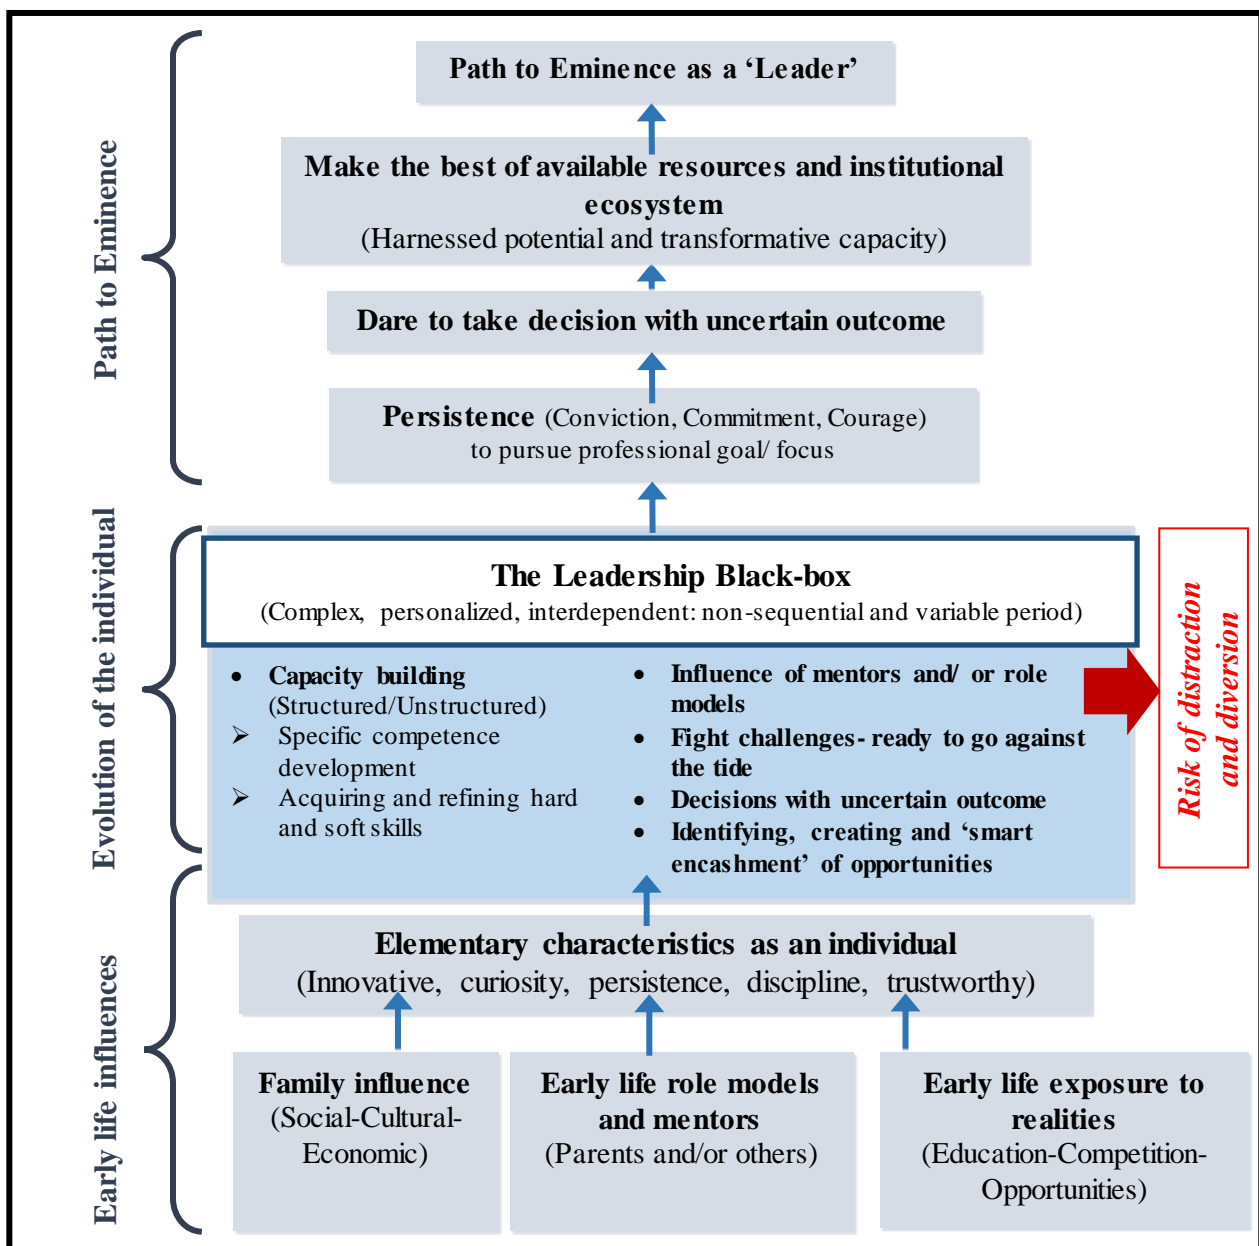 Path to Eminence
Path to Eminence as a ‘Leader’
Make the best of available resources and institutional
ecosystem
(Harnessed potential and transformative capacity)
Dare to take decision with uncertain outcome
Persistence (Conviction, Commitment, Courage)
to pursue professional goal/ focus
Evolution of the individual
The Leadership Black-box
(Complex, personalized, interdependent: non-sequential and variable period)
• Capacity building
(Structured/Unstructured)
➢ Specific competence
development
➢ Acquiring and refining hard
and soft skills
• Influence of mentors and/ or role
models
• Fight challenges- ready to go against
the tide
• Decisions with uncertain outcome
• Identifying, creating and ‘smart
encashment’ of opportunities
Risk of distraction
and diversion
Early life influences
Elementary characteristics as an individual
(Innovative, curiosity, persistence, discipline, trustworthy)
Family influence
(Social-Cultural-
Economic)
Early life role models
and mentors
(Parents and/or others)
Early life exposure to
realities
(Education-Competition-
Opportunities)